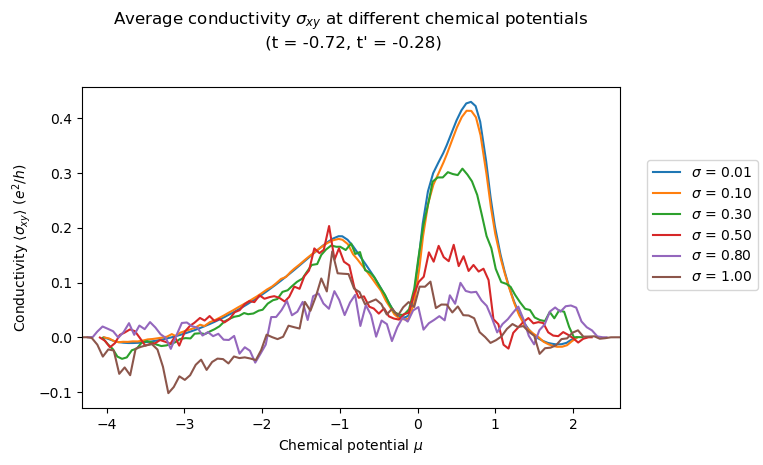 Average conductivity σxy at different chemical potentials
(t = -0.72, t' = -0.28)
Conductivity ⟨σxy⟩ (e²/h)
0.4
0.3
0.2
0.1
0.0
−0.1
−4 −3 −2 −1 0 1 2
Chemical potential μ
σ = 0.01
σ = 0.10
σ = 0.30
σ = 0.50
σ = 0.80
σ = 1.00